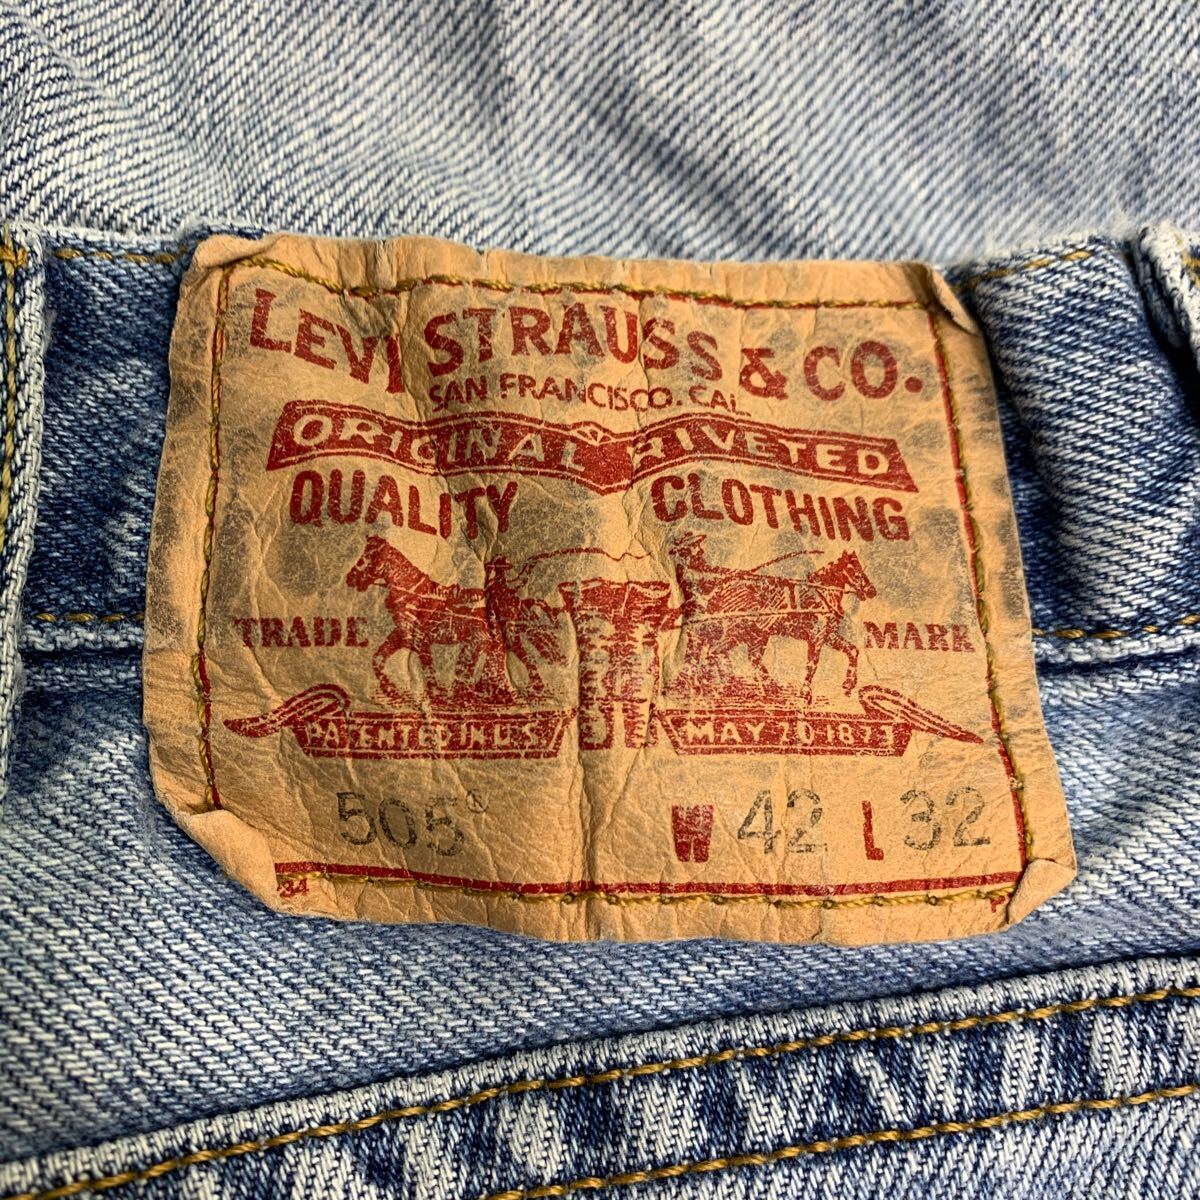 LEVI STRAUSS & CO.
SAN FRANCISCO. CAL.
ORIGINAL RIVETED
QUALITY CLOTHING
TRADE MARK
PATENTED IN U.S. MAY 20 1873
505 W 42 L 32